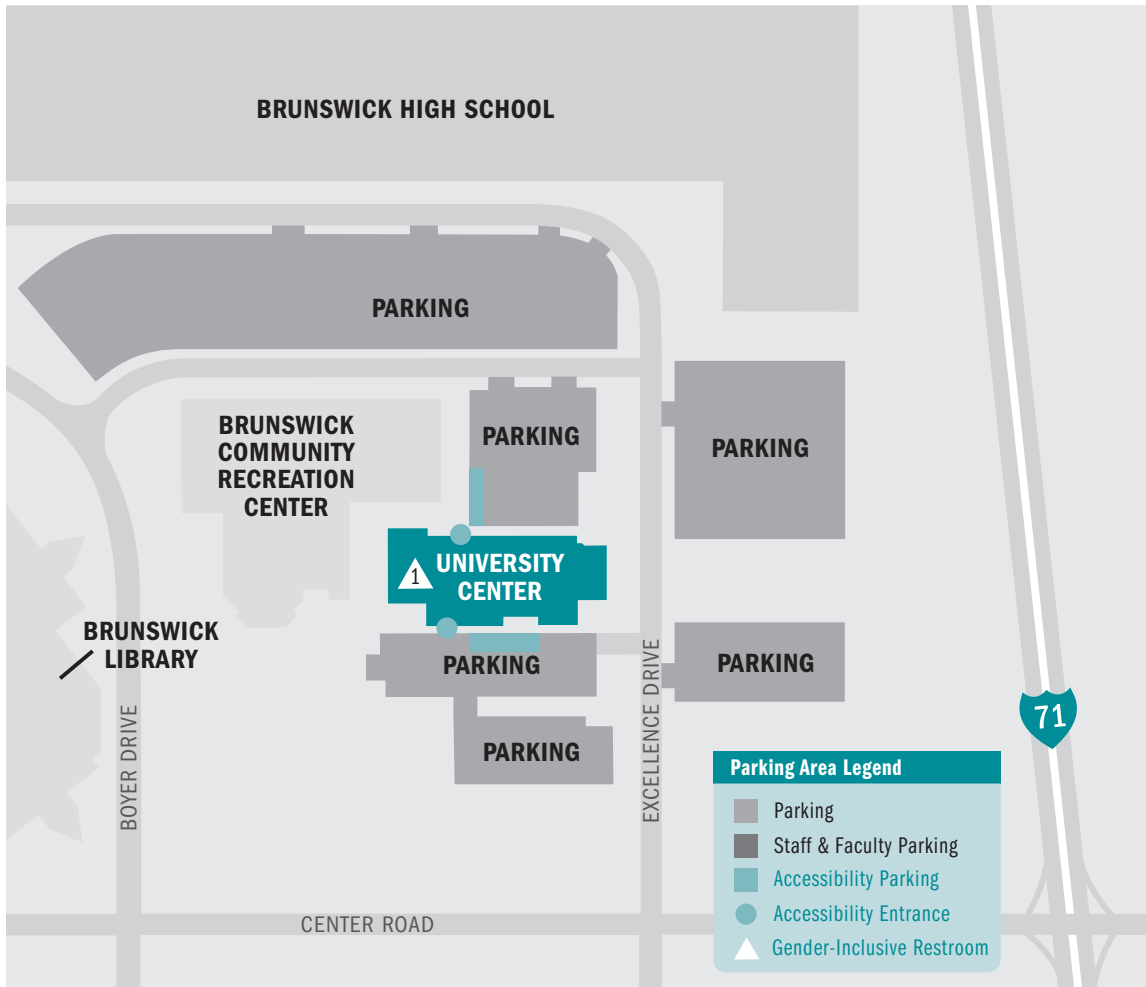 BRUNSWICK HIGH SCHOOL
PARKING
BRUNSWICK
COMMUNITY
RECREATION
CENTER
PARKING
PARKING
1
UNIVERSITY
CENTER
BRUNSWICK
LIBRARY
PARKING
PARKING
PARKING
BOYER DRIVE
EXCELLENCE DRIVE
71
CENTER ROAD
Parking Area Legend
Parking
Staff & Faculty Parking
Accessibility Parking
Accessibility Entrance
Gender-Inclusive Restroom